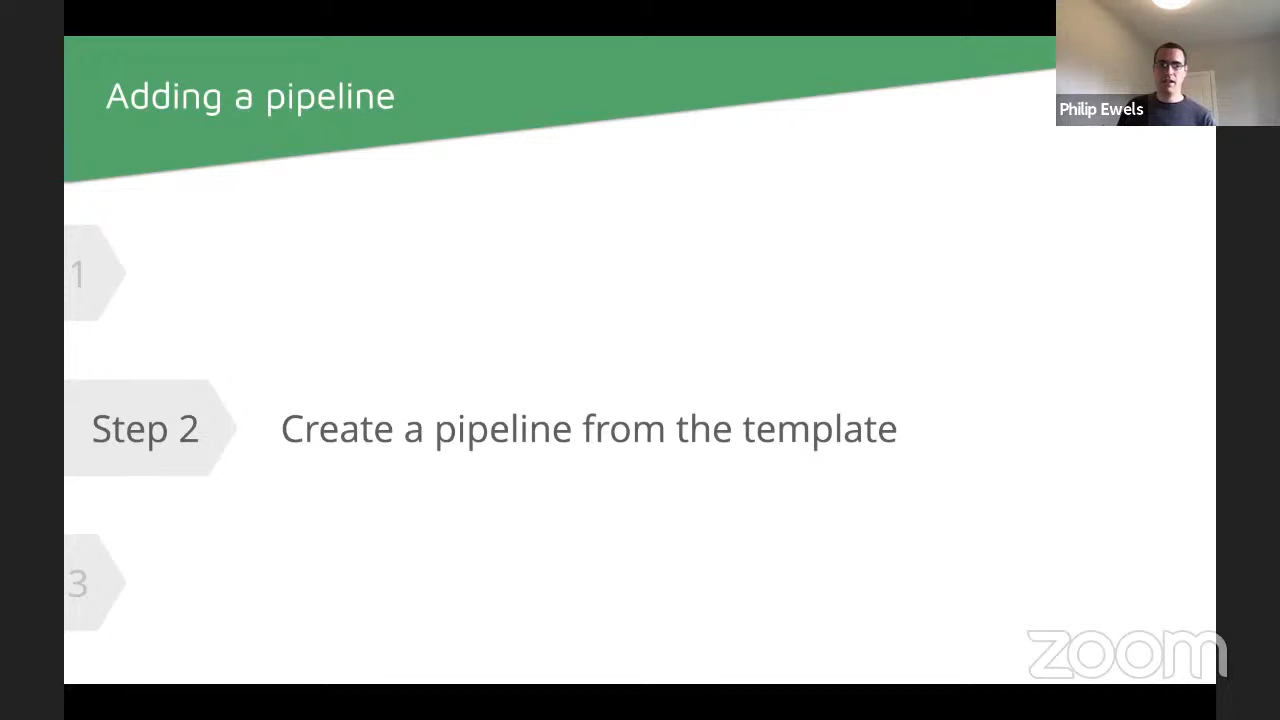 Adding a pipeline
Philip Ewels
1
Step 2 Create a pipeline from the template
3
zoom